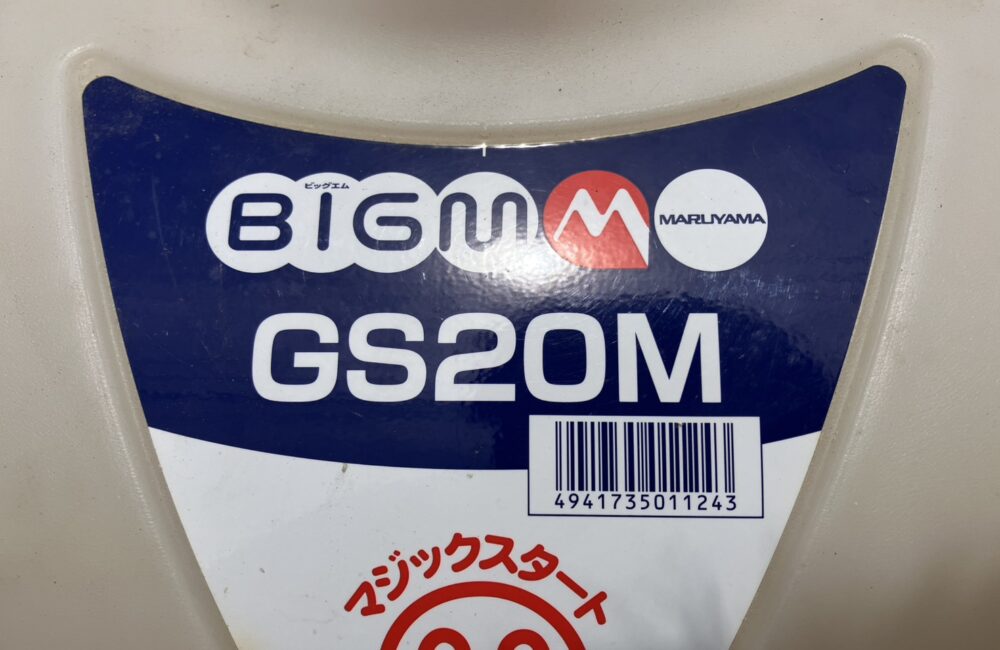 ビッグエム
BIGM MARUYAMA
GS20M
4941735011243
マジックスタート